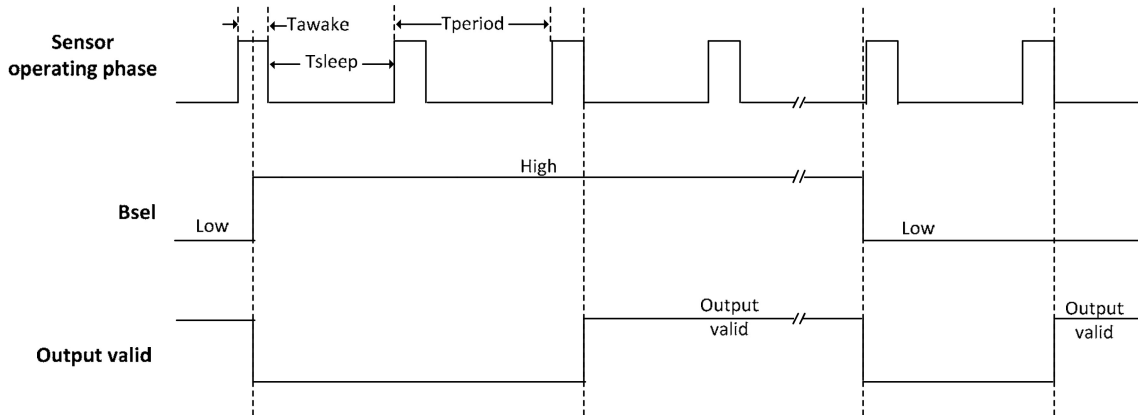 Sensor
operating phase
Tawake
Tperiod
Tsleep
Bsel
Low
High
Low
Output valid
Output
valid
Output
valid